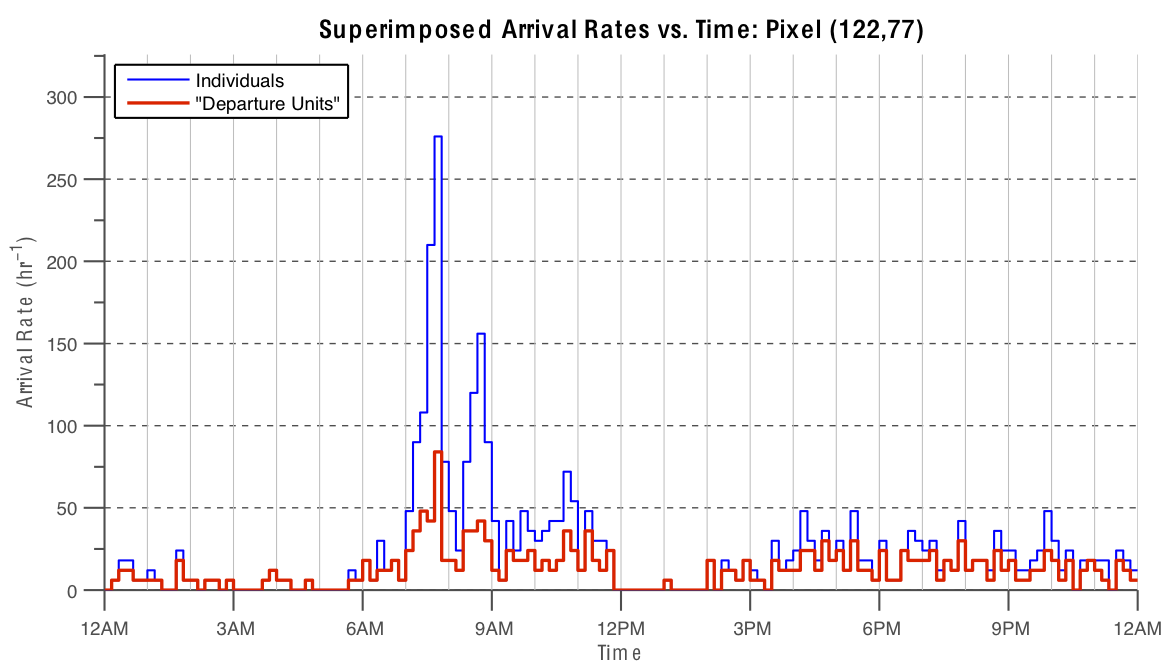 Superimposed Arrival Rates vs. Time: Pixel (122,77)
Individuals
"Departure Units"
300
250
200
150
100
50
0
Arrival Rate (hr⁻¹)
12AM 3AM 6AM 9AM 12PM 3PM 6PM 9PM 12AM
Time